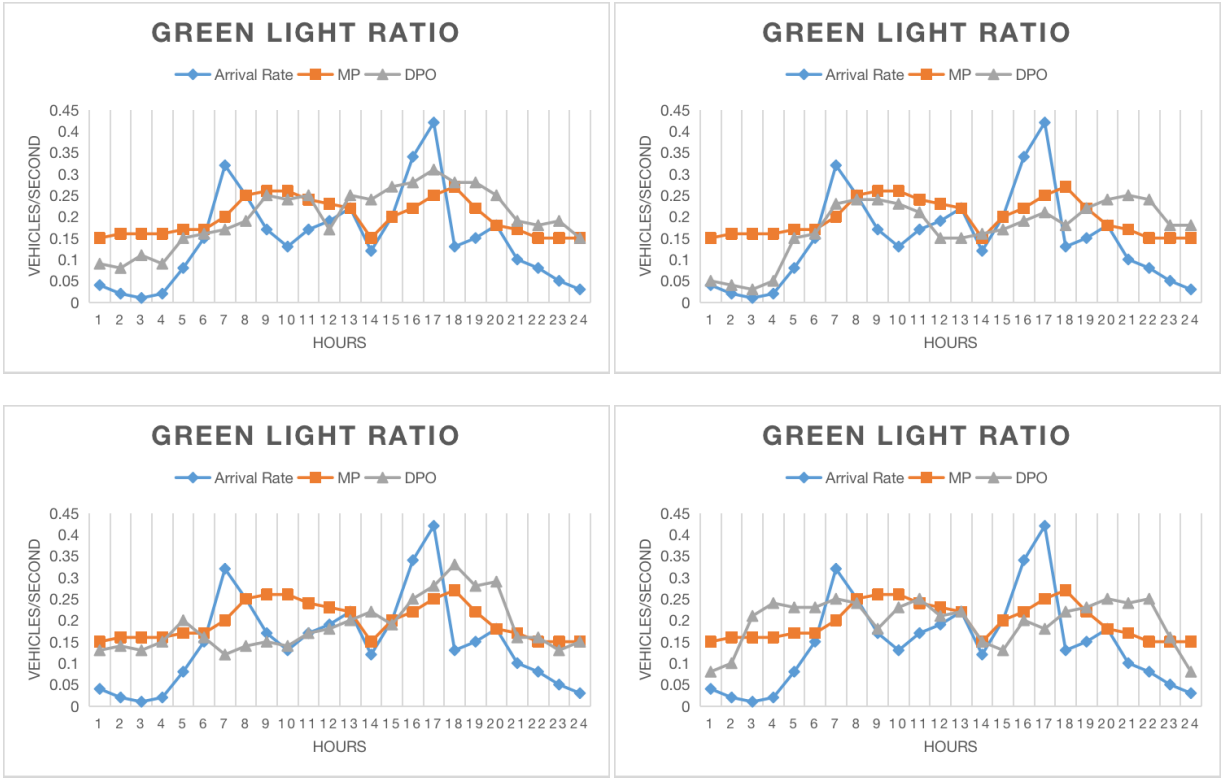 GREEN LIGHT RATIO
Arrival Rate MP DPO
VEHICLES/SECOND
0.45
0.4
0.35
0.3
0.25
0.2
0.15
0.1
0.05
0
1 2 3 4 5 6 7 8 9 10 11 12 13 14 15 16 17 18 19 20 21 22 23 24
HOURS
GREEN LIGHT RATIO
Arrival Rate MP DPO
VEHICLES/SECOND
0.45
0.4
0.35
0.3
0.25
0.2
0.15
0.1
0.05
0
1 2 3 4 5 6 7 8 9 10 11 12 13 14 15 16 17 18 19 20 21 22 23 24
HOURS
GREEN LIGHT RATIO
Arrival Rate MP DPO
VEHICLES/SECOND
0.45
0.4
0.35
0.3
0.25
0.2
0.15
0.1
0.05
0
1 2 3 4 5 6 7 8 9 10 11 12 13 14 15 16 17 18 19 20 21 22 23 24
HOURS
GREEN LIGHT RATIO
Arrival Rate MP DPO
VEHICLES/SECOND
0.45
0.4
0.35
0.3
0.25
0.2
0.15
0.1
0.05
0
1 2 3 4 5 6 7 8 9 10 11 12 13 14 15 16 17 18 19 20 21 22 23 24
HOURS